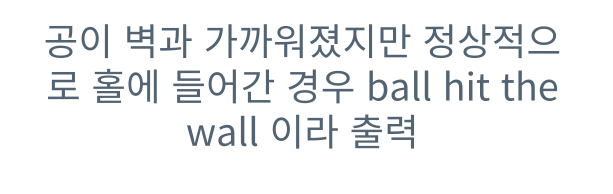 공이 벽과 가까워졌지만 정상적으
로 홀에 들어간 경우 ball hit the
wall 이라 출력